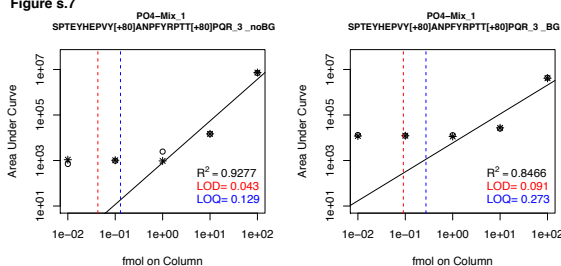 Figure s.7
PO4−Mix_1
SPTEYHEPVY[+80]ANPFYRPTT[+80]PQR_3 _noBG
Area Under Curve
1e+07
1e+05
1e+03
1e+01
R2 = 0.9277
LOD= 0.043
LOQ= 0.129
1e−02 1e−01 1e+00 1e+01 1e+02
fmol on Column
PO4−Mix_1
SPTEYHEPVY[+80]ANPFYRPTT[+80]PQR_3 _BG
Area Under Curve
1e+07
1e+05
1e+03
1e+01
R2 = 0.8466
LOD= 0.091
LOQ= 0.273
1e−02 1e−01 1e+00 1e+01 1e+02
fmol on Column